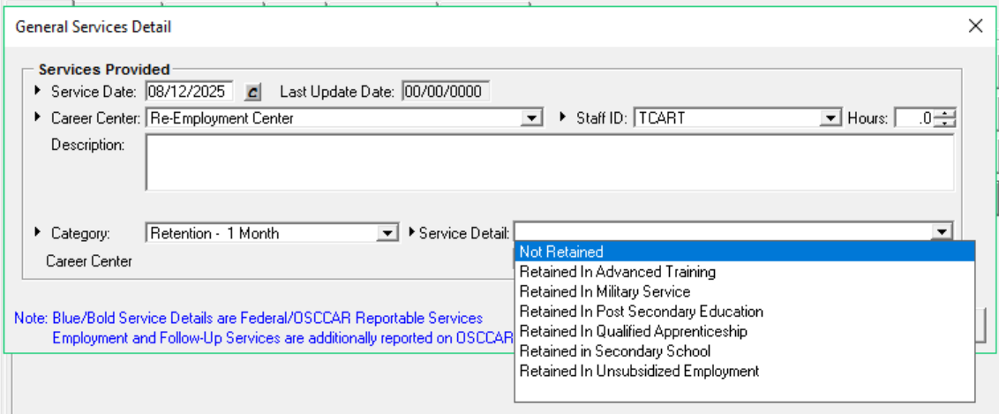 General Services Detail
Services Provided
Service Date: 08/12/2025 C Last Update Date: 00/00/0000
Career Center: Re-Employment Center Staff ID: TCART Hours: .0
Description:
Category: Retention - 1 Month Service Detail:
Career Center
Not Retained
Retained In Advanced Training
Retained In Military Service
Retained In Post Secondary Education
Retained In Qualified Apprenticeship
Retained in Secondary School
Retained In Unsubsidized Employment
Note: Blue/Bold Service Details are Federal/OSCCAR Reportable Services
Employment and Follow-Up Services are additionally reported on OSCCAR